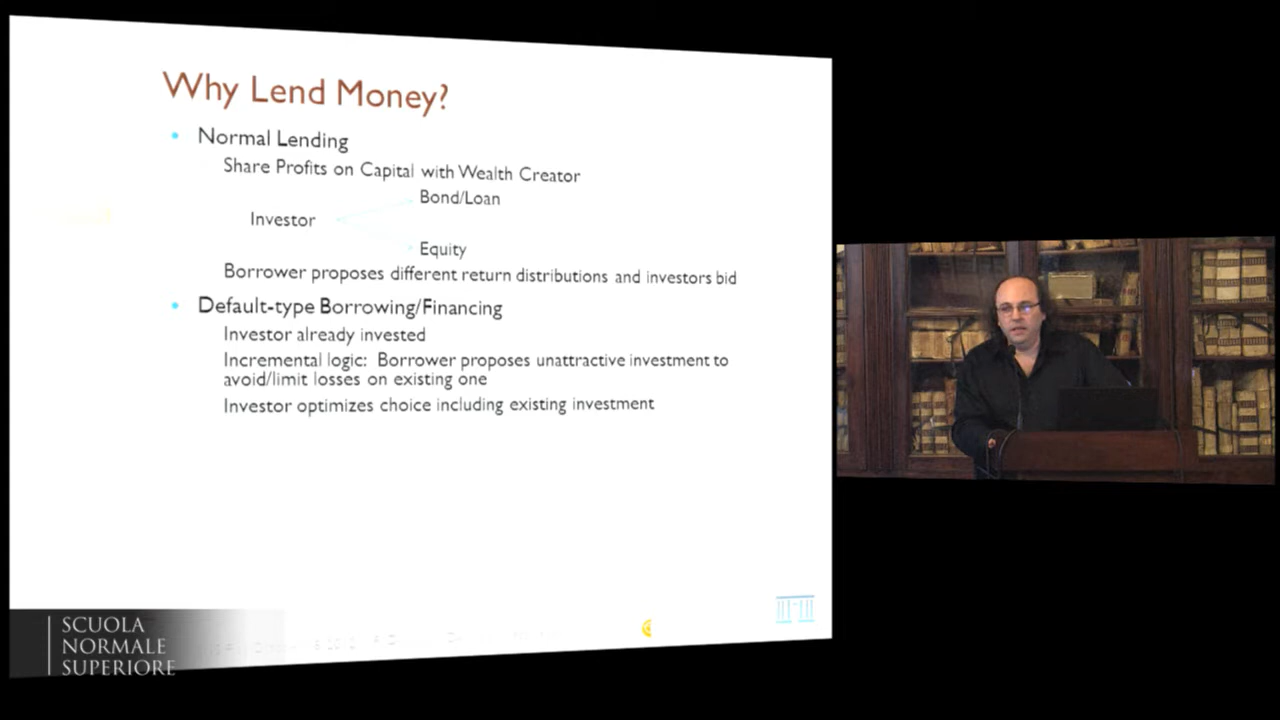 Why Lend Money?
Normal Lending
Share Profits on Capital with Wealth Creator
Bond/Loan
Investor
Equity
Borrower proposes different return distributions and investors bid
Default-type Borrowing/Financing
Investor already invested
Incremental logic: Borrower proposes unattractive investment to
avoid/limit losses on existing one
Investor optimizes choice including existing investment
SCUOLA
NORMALE
SUPERIORE